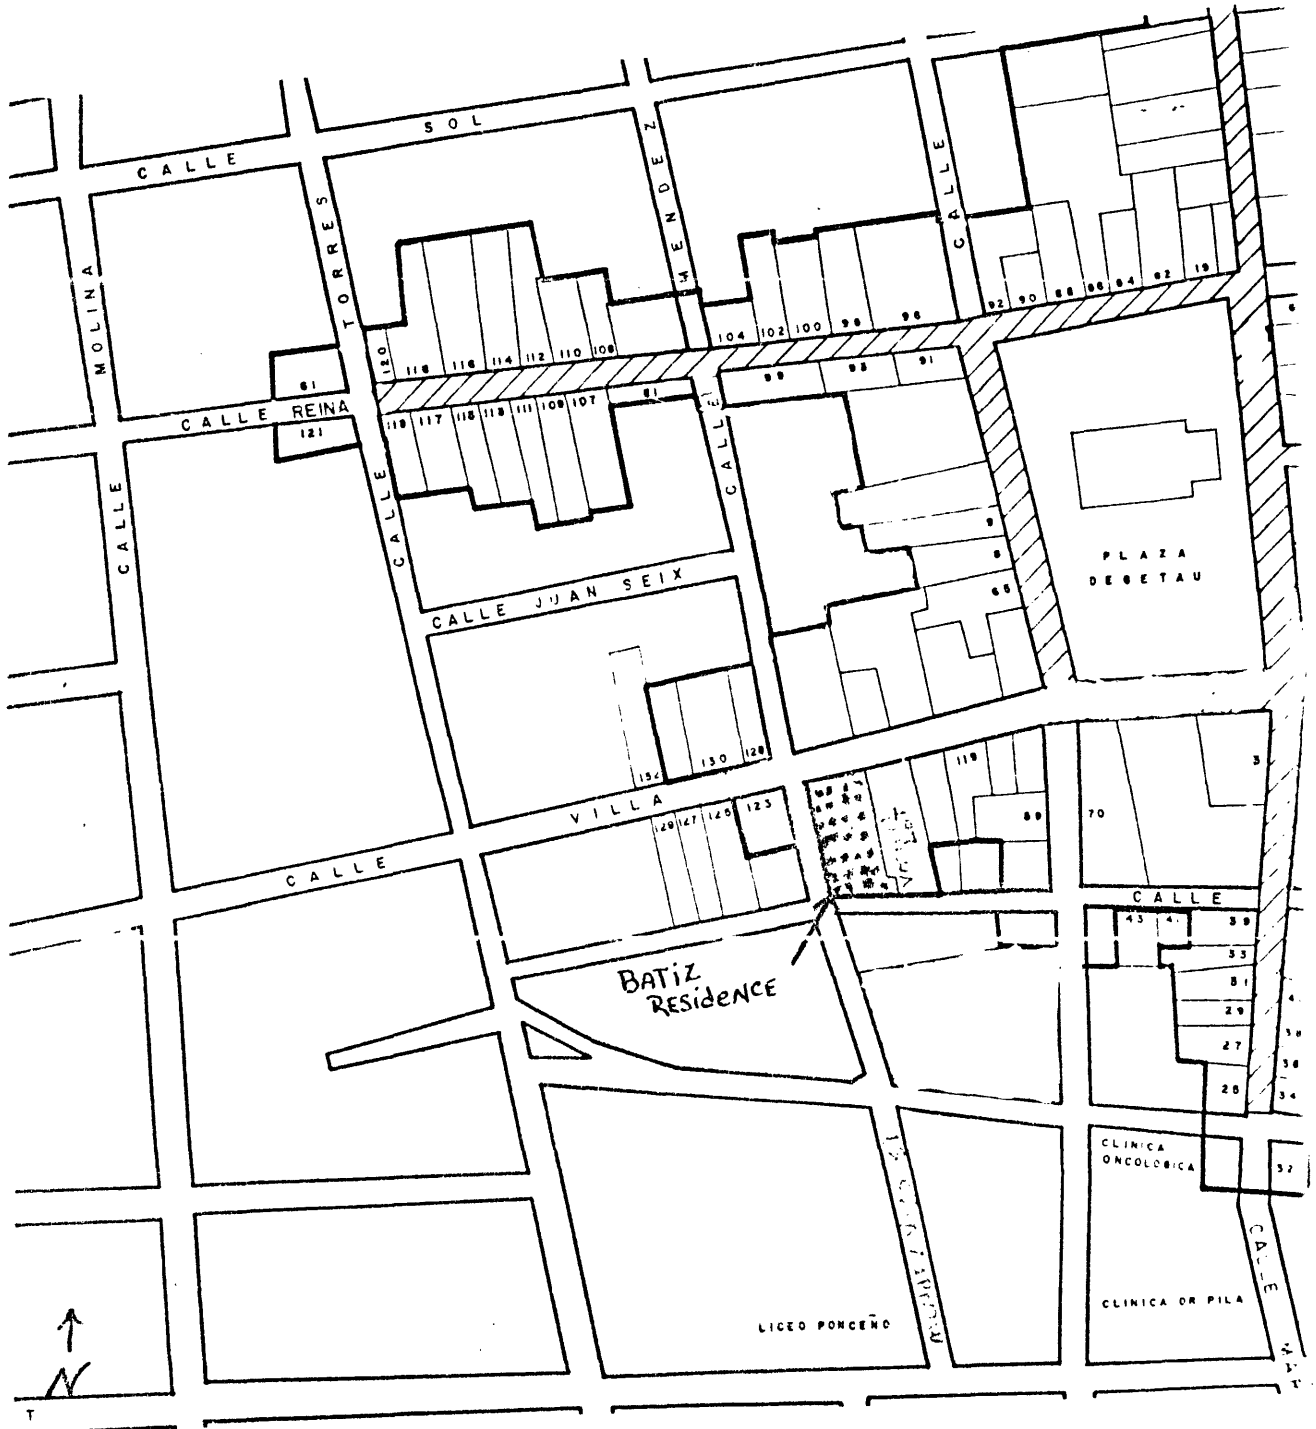 CALLE SOL
MOLINA
TORRES
MENDEZ
CALLE
92 90 88 86 84 82 19
104 102 100 98 96
120 118 116 114 112 110 108
61
CALLE REINA
121
119 117 115 113 111 109 107
81
99 93 91
CALLE
CALLE
CALLE
9
8
65
PLAZA
DEGETAU
CALLE JUAN SEIX
132 130 128
CALLE VILLA
129 127 125 123
119
89
70
3
CALLE
43
39
33
31
29
27
25
38
36
34
32
BATIZ
RESIDENCE
CLINICA
ONCOLOGICA
CLINICA DR PILA
LICEO PONCEÑO
CALLE
N
T